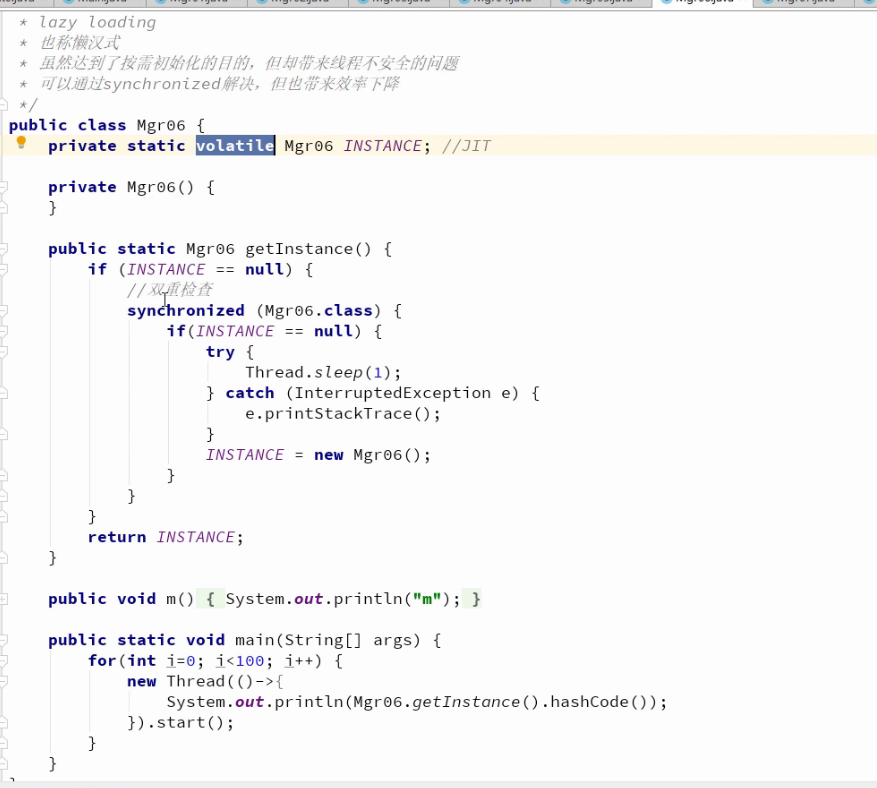 * lazy loading
* 也称懒汉式
* 虽然达到了按需初始化的目的，但却带来线程不安全的问题
* 可以通过synchronized解决，但也带来效率下降
*/
public class Mgr06 {
private static volatile Mgr06 INSTANCE; //JIT
private Mgr06() {
}
public static Mgr06 getInstance() {
if (INSTANCE == null) {
//双重检查
synchronized (Mgr06.class) {
if(INSTANCE == null) {
try {
Thread.sleep(1);
} catch (InterruptedException e) {
e.printStackTrace();
}
INSTANCE = new Mgr06();
}
}
}
return INSTANCE;
}
public void m() { System.out.println("m"); }
public static void main(String[] args) {
for(int i=0; i<100; i++) {
new Thread(()->{
System.out.println(Mgr06.getInstance().hashCode());
}).start();
}
}